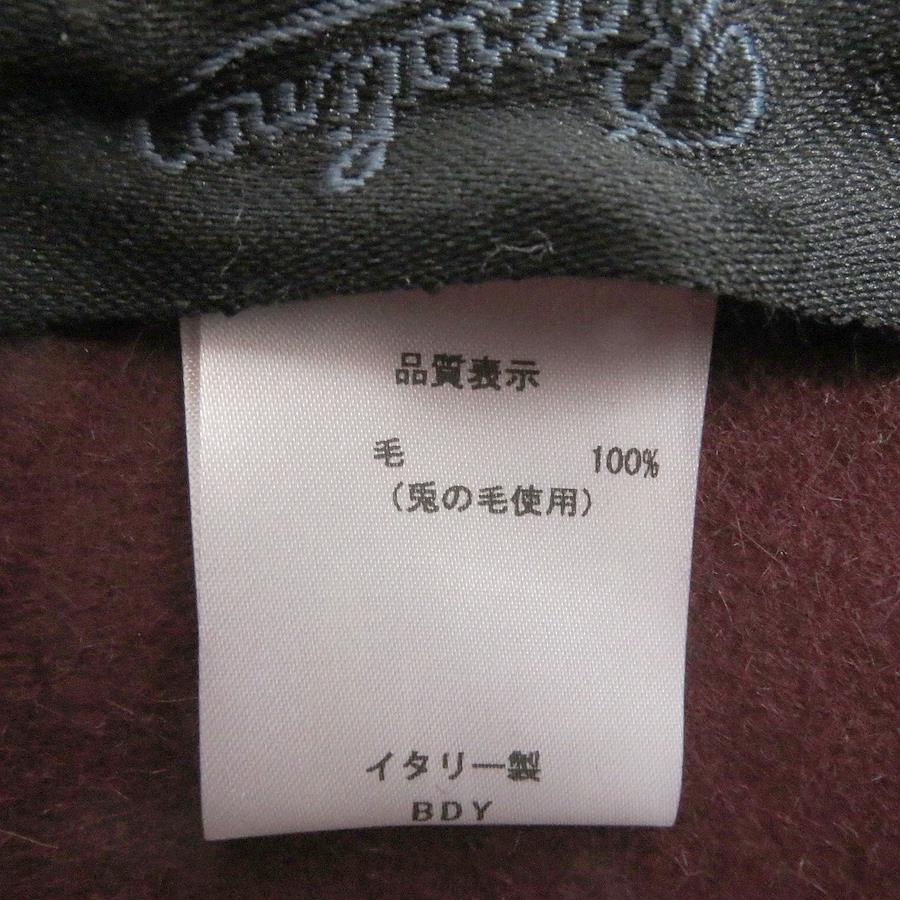 品質表示
毛 100%
(兎の毛使用)
イタリー製
BDY